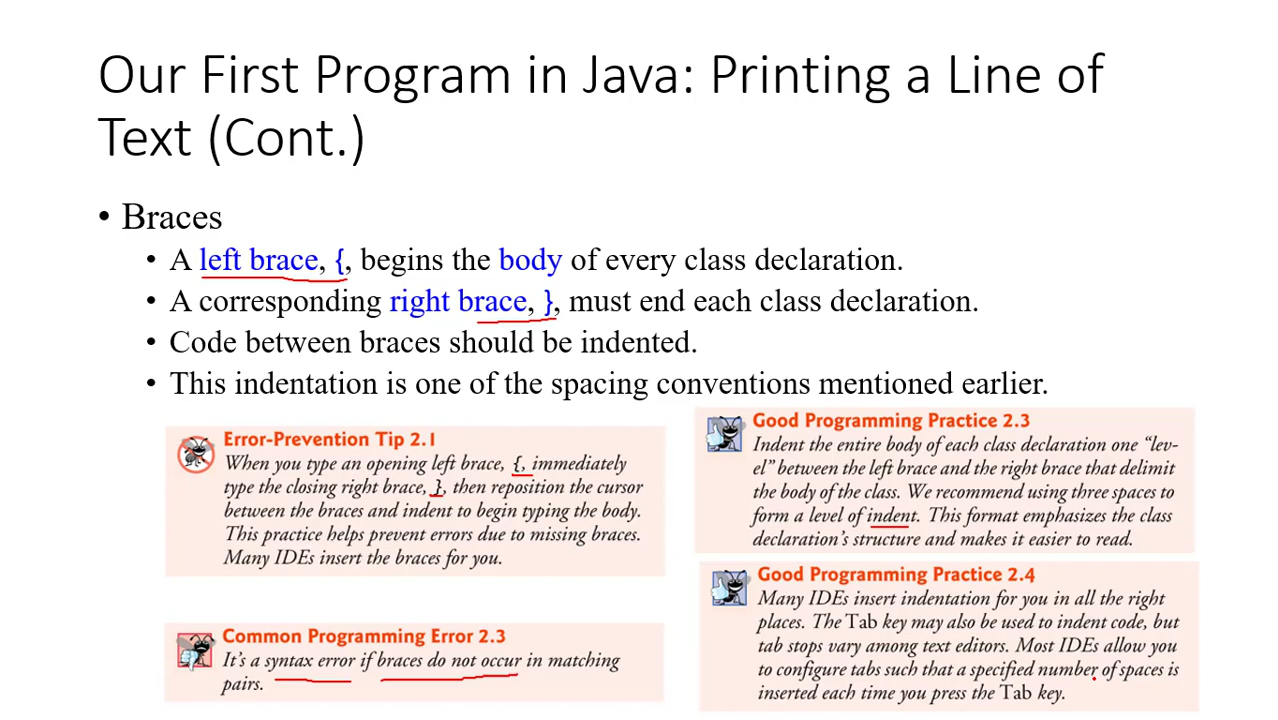 Our First Program in Java: Printing a Line of
Text (Cont.)
• Braces
• A left brace, {, begins the body of every class declaration.
• A corresponding right brace, }, must end each class declaration.
• Code between braces should be indented.
• This indentation is one of the spacing conventions mentioned earlier.
Error-Prevention Tip 2.1
When you type an opening left brace, {, immediately
type the closing right brace, }, then reposition the cursor
between the braces and indent to begin typing the body.
This practice helps prevent errors due to missing braces.
Many IDEs insert the braces for you.
Common Programming Error 2.3
It's a syntax error if braces do not occur in matching
pairs.
Good Programming Practice 2.3
Indent the entire body of each class declaration one “lev-
el” between the left brace and the right brace that delimit
the body of the class. We recommend using three spaces to
form a level of indent. This format emphasizes the class
declaration's structure and makes it easier to read.
Good Programming Practice 2.4
Many IDEs insert indentation for you in all the right
places. The Tab key may also be used to indent code, but
tab stops vary among text editors. Most IDEs allow you
to configure tabs such that a specified number of spaces is
inserted each time you press the Tab key.